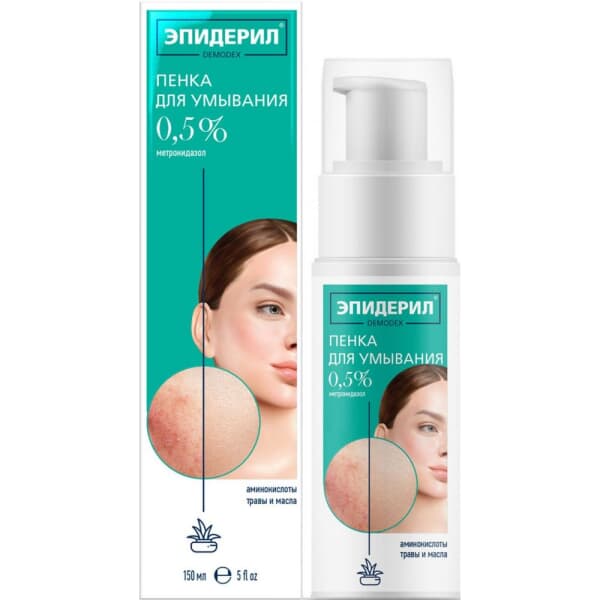 ЭПИДЕРИЛ®
DEMODEX
ПЕНКА
ДЛЯ УМЫВАНИЯ
0,5%
метронидазол
аминокислоты
травы и масла
150 мл ℮ 5 fl oz
ЭПИДЕРИЛ®
DEMODEX
ПЕНКА
ДЛЯ УМЫВАНИЯ
0,5%
метронидазол
аминокислоты
травы и масла